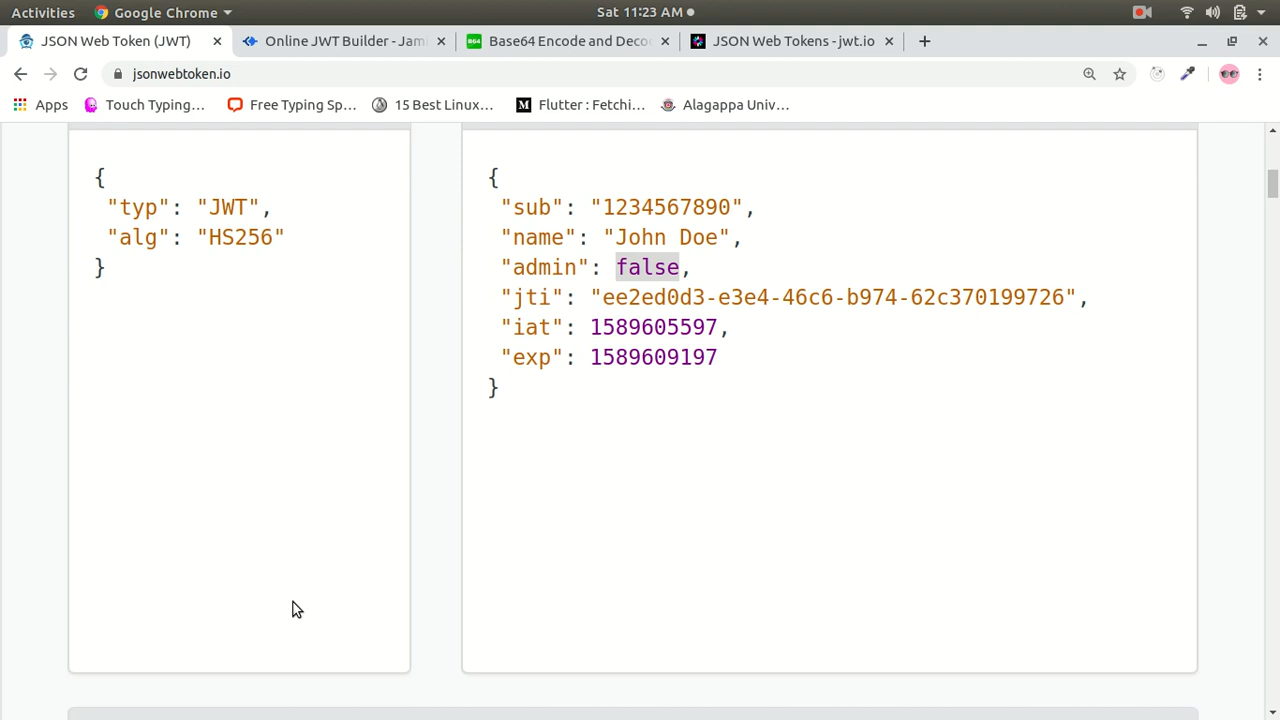 Activities Google Chrome Sat 11:23 AM
JSON Web Token (JWT) Online JWT Builder - Jami Base64 Encode and Deco JSON Web Tokens - jwt.io
jsonwebtoken.io
Apps Touch Typing... Free Typing Sp... 15 Best Linux... M Flutter : Fetchi... Alagappa Univ...
{
"typ": "JWT",
"alg": "HS256"
}
{
"sub": "1234567890",
"name": "John Doe",
"admin": false,
"jti": "ee2ed0d3-e3e4-46c6-b974-62c370199726",
"iat": 1589605597,
"exp": 1589609197
}